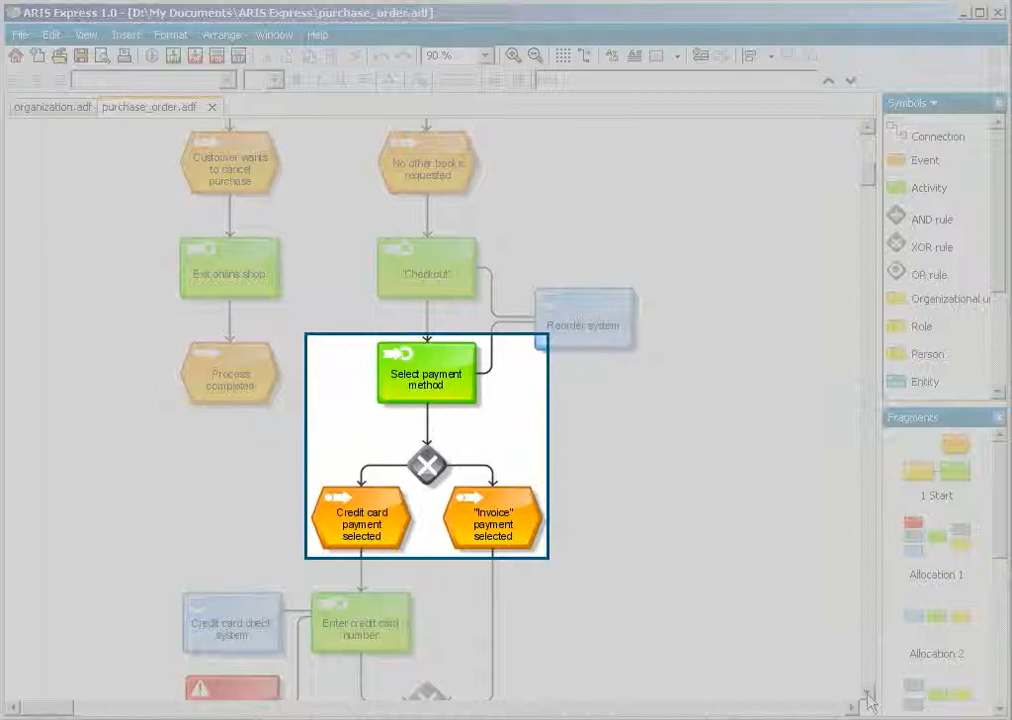 ARIS Express 1.0 - [D:\My Documents\ARIS Express\purchase_order.adf]
File Edit View Insert Format Arrange Window Help
90 %
organization.adf purchase_order.adf
Symbols
Connection
Event
Activity
AND rule
XOR rule
OR rule
Organizational
Role
Person
Entity
Fragments
1 Start
Allocation 1
Allocation 2
Customer wants
to cancel
purchase
No other books
requested
Exit online shop
"Checkout"
Reorder system
Process
completed
Select payment
method
Credit card
payment
selected
"Invoice"
payment
selected
Credit card check
system
Enter credit card
number